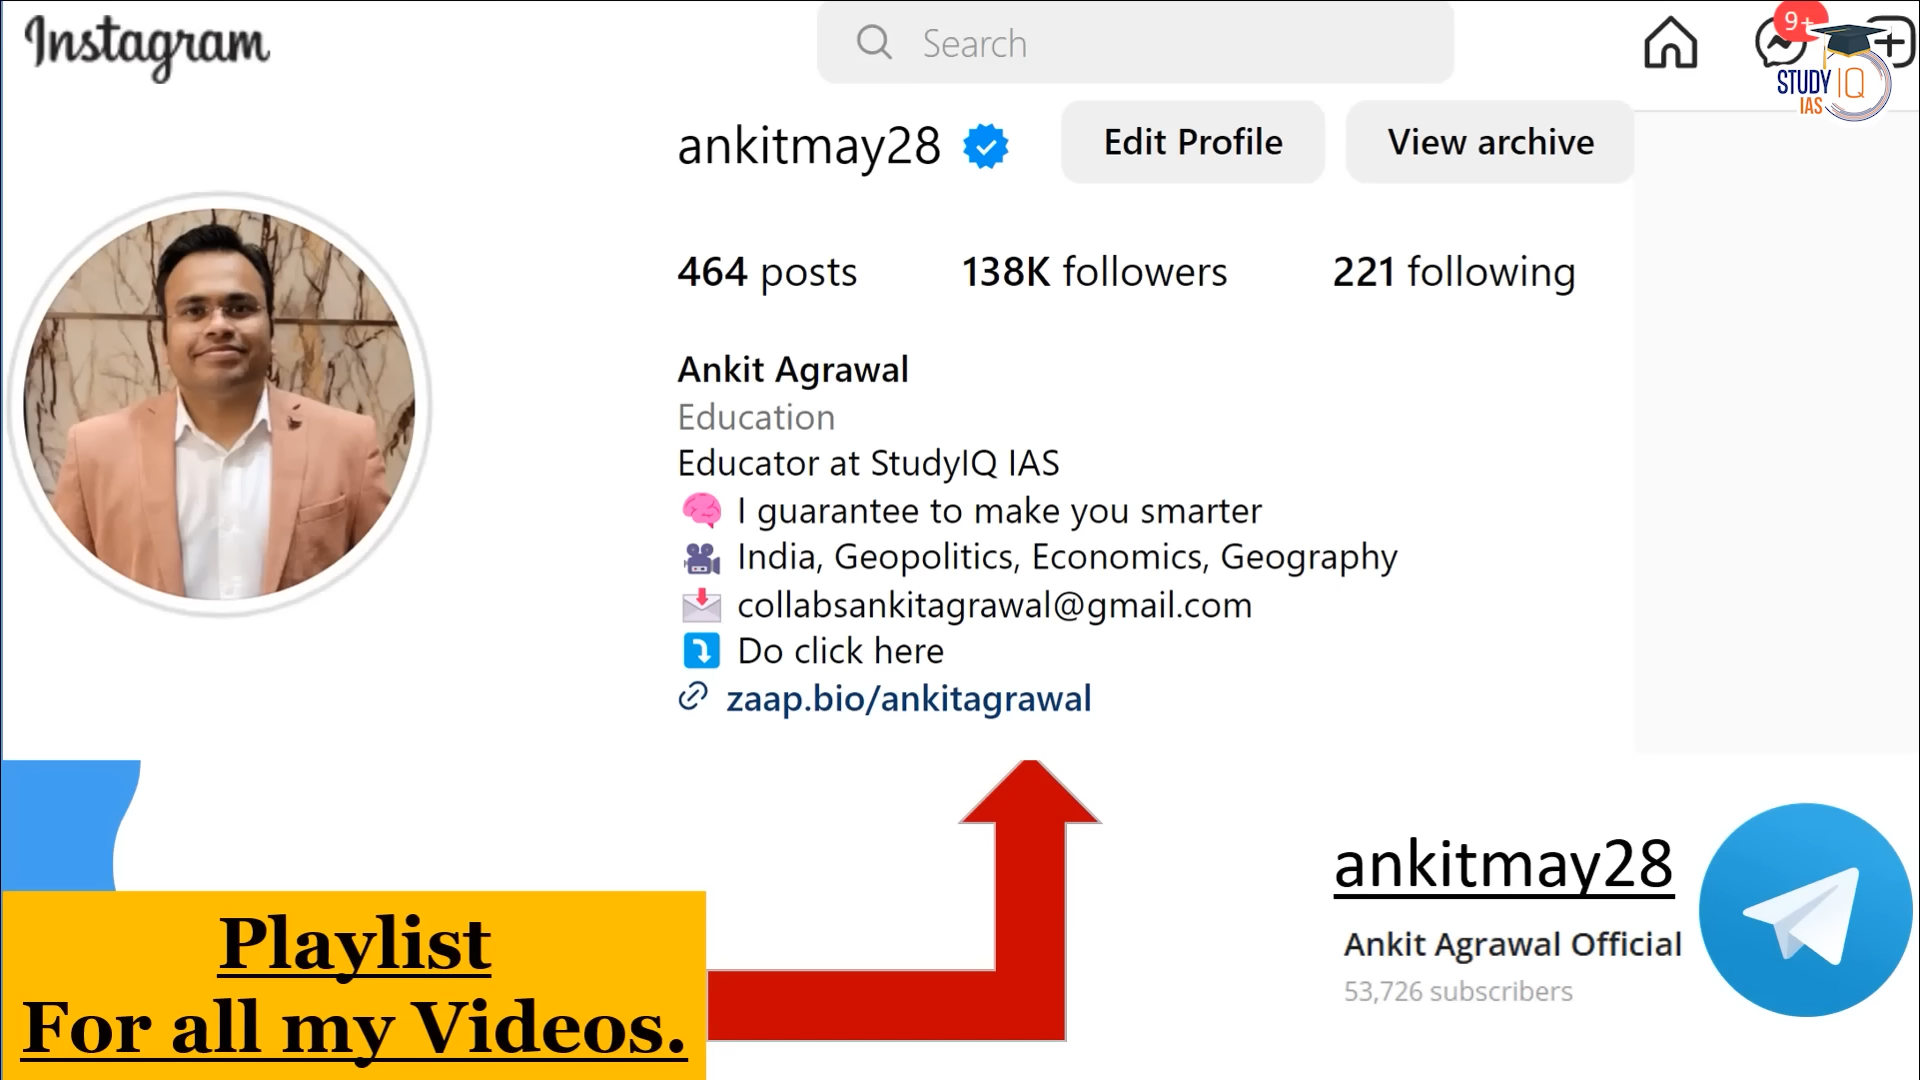 Instagram
Search
9+
STUDY IQ
IAS
ankitmay28
Edit Profile
View archive
464 posts
138K followers
221 following
Ankit Agrawal
Education
Educator at StudyIQ IAS
I guarantee to make you smarter
India, Geopolitics, Economics, Geography
collabsankitagrawal@gmail.com
Do click here
zaap.bio/ankitagrawal
ankitmay28
Ankit Agrawal Official
53,726 subscribers
Playlist
For all my Videos.